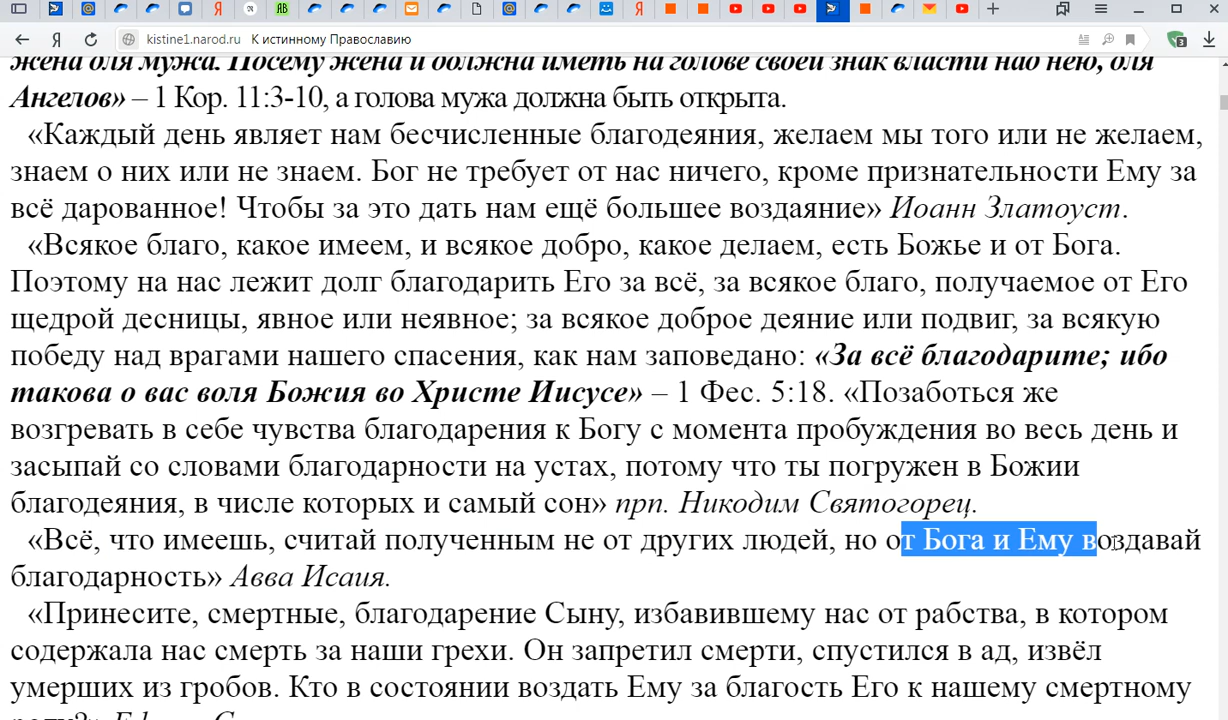 Я
Я
ЯВ
Я
Я
kistine1.narod.ru К истинному Православию
3
жена для мужа. Посему жена и должна иметь на голове своей знак власти над нею, для
Ангелов» – 1 Кор. 11:3-10, а голова мужа должна быть открыта.
«Каждый день являет нам бесчисленные благодеяния, желаем мы того или не желаем,
знаем о них или не знаем. Бог не требует от нас ничего, кроме признательности Ему за
всё дарованное! Чтобы за это дать нам ещё большее воздаяние» Иоанн Златоуст.
«Всякое благо, какое имеем, и всякое добро, какое делаем, есть Божье и от Бога.
Поэтому на нас лежит долг благодарить Его за всё, за всякое благо, получаемое от Его
щедрой десницы, явное или неявное; за всякое доброе деяние или подвиг, за всякую
победу над врагами нашего спасения, как нам заповедано: «За всё благодарите; ибо
такова о вас воля Божия во Христе Иисусе» – 1 Фес. 5:18. «Позаботься же
возгревать в себе чувства благодарения к Богу с момента пробуждения во весь день и
засыпай со словами благодарности на устах, потому что ты погружен в Божии
благодеяния, в числе которых и самый сон» прп. Никодим Святогорец.
«Всё, что имеешь, считай полученным не от других людей, но от Бога и Ему воздавай
благодарность» Авва Исаия.
«Принесите, смертные, благодарение Сыну, избавившему нас от рабства, в котором
содержала нас смерть за наши грехи. Он запретил смерти, спустился в ад, извёл
умерших из гробов. Кто в состоянии воздать Ему за благость Его к нашему смертному